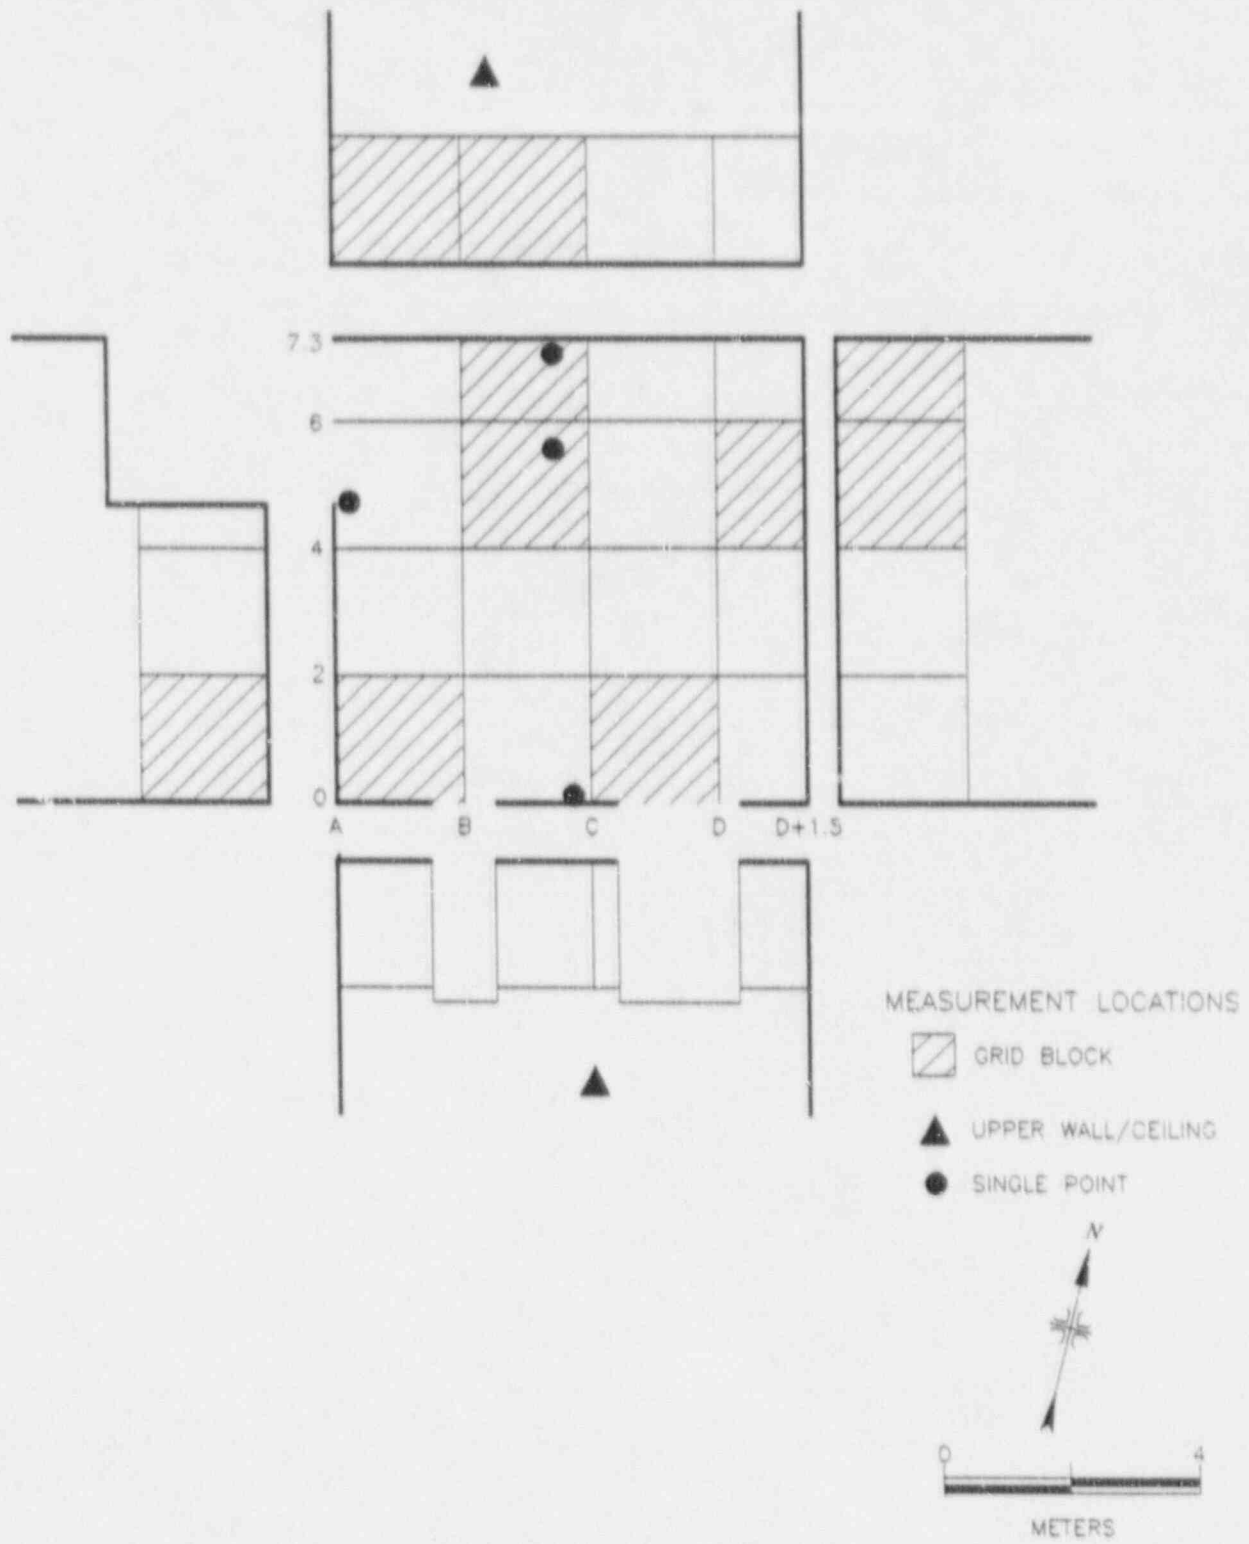 7.3
6
4
2
0
A B C D D+1.5
MEASUREMENT LOCATIONS
GRID BLOCK
UPPER WALL/CEILING
SINGLE POINT
N
0 4
METERS